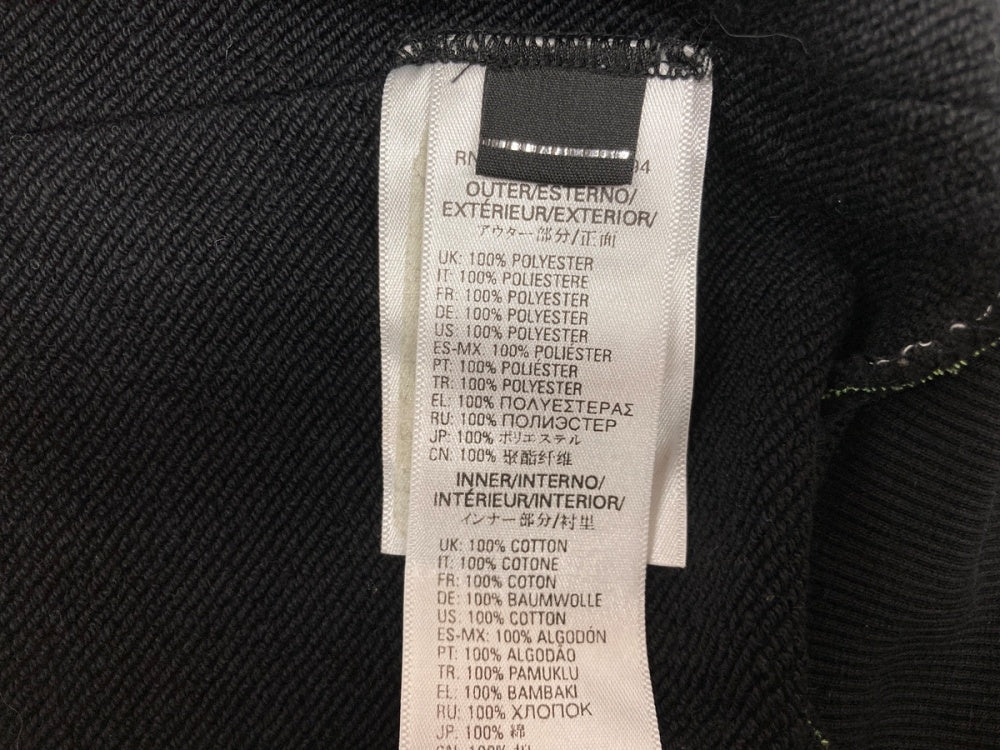 RN 04
OUTER/ESTERNO/
EXTÉRIEUR/EXTERIOR/
アウター部分/正面
UK: 100% POLYESTER
IT: 100% POLIESTERE
FR: 100% POLYESTER
DE: 100% POLYESTER
US: 100% POLYESTER
ES-MX: 100% POLIÉSTER
PT: 100% POLIÉSTER
TR: 100% POLYESTER
EL: 100% ΠΟΛΥΕΣΤΕΡΑΣ
RU: 100% ПОЛИЭСТЕР
JP: 100% ポリエステル
CN: 100% 聚酯纤维
INNER/INTERNO/
INTÉRIEUR/INTERIOR/
インナー部分/衬里
UK: 100% COTTON
IT: 100% COTONE
FR: 100% COTON
DE: 100% BAUMWOLLE
US: 100% COTTON
ES-MX: 100% ALGODÓN
PT: 100% ALGODÃO
TR: 100% PAMUKLU
EL: 100% ΒΑΜΒΑΚΙ
RU: 100% ХЛОПОК
JP: 100% 綿
CN: 100%